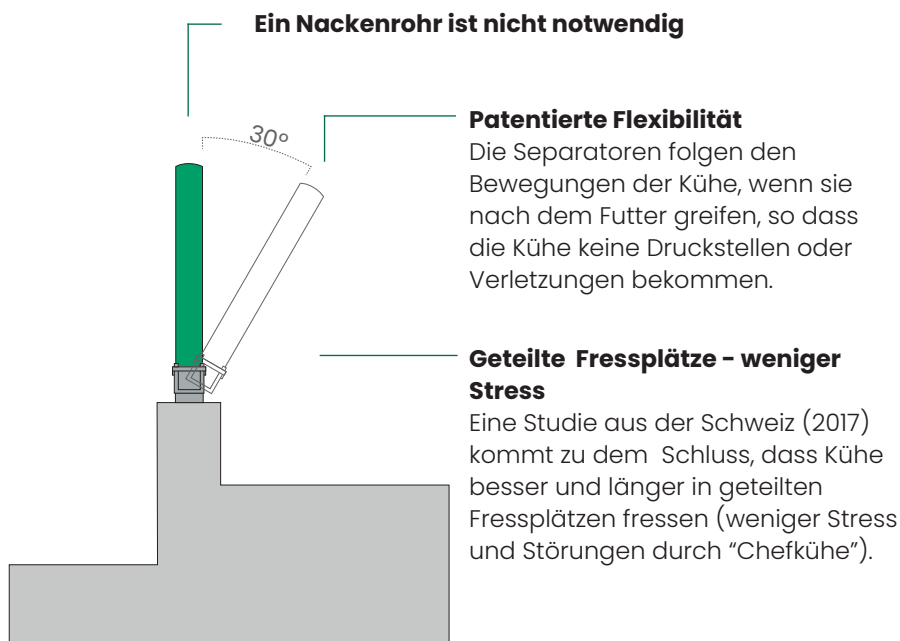 Ein Nackenrohr ist nicht notwendig
30°
Patentierte Flexibilität
Die Separatoren folgen den
Bewegungen der Kühe, wenn sie
nach dem Futter greifen, so dass
die Kühe keine Druckstellen oder
Verletzungen bekommen.
Geteilte  Fressplätze - weniger
Stress
Eine Studie aus der Schweiz (2017)
kommt zu dem  Schluss, dass Kühe
besser und länger in geteilten
Fressplätzen fressen (weniger Stress
und Störungen durch “Chefkühe”).